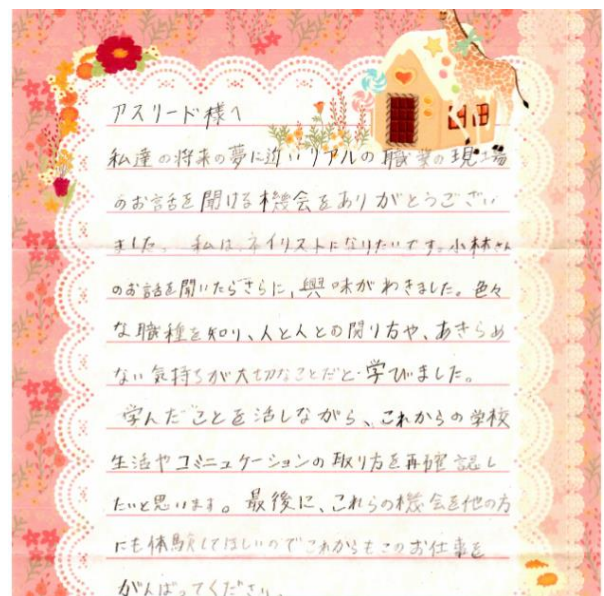 アスリード様へ
私達の将来の夢に近いリアルの職業の現場
のお話を聞ける機会をありがとうござい
ました。私は、ネイリストになりたいです。小林さん
のお話を聞いたらさらに、興味がわきました。色々
な職種を知り、人と人との関り方や、あきらめ
ない気持ちが大切なことだと学びました。
学んだことを活しながら、これからの学校
生活やコミニュケーションの取り方を再確認し
たいと思います。最後に、これらの機会を他の方
にも体験してほしいのでこれからもこのお仕事を
がんばってください。